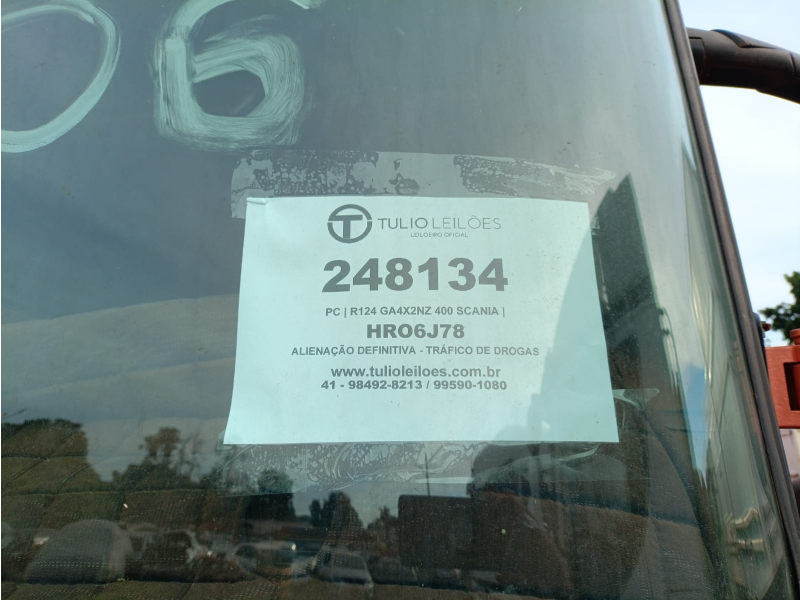 06
TULIO LEILÕES
LEILOEIRO OFICIAL
248134
PC | R124 GA4X2NZ 400 SCANIA |
HRO6J78
ALIENAÇÃO DEFINITIVA - TRÁFICO DE DROGAS
www.tulioleiloes.com.br
41 - 98492-8213 / 99590-1080